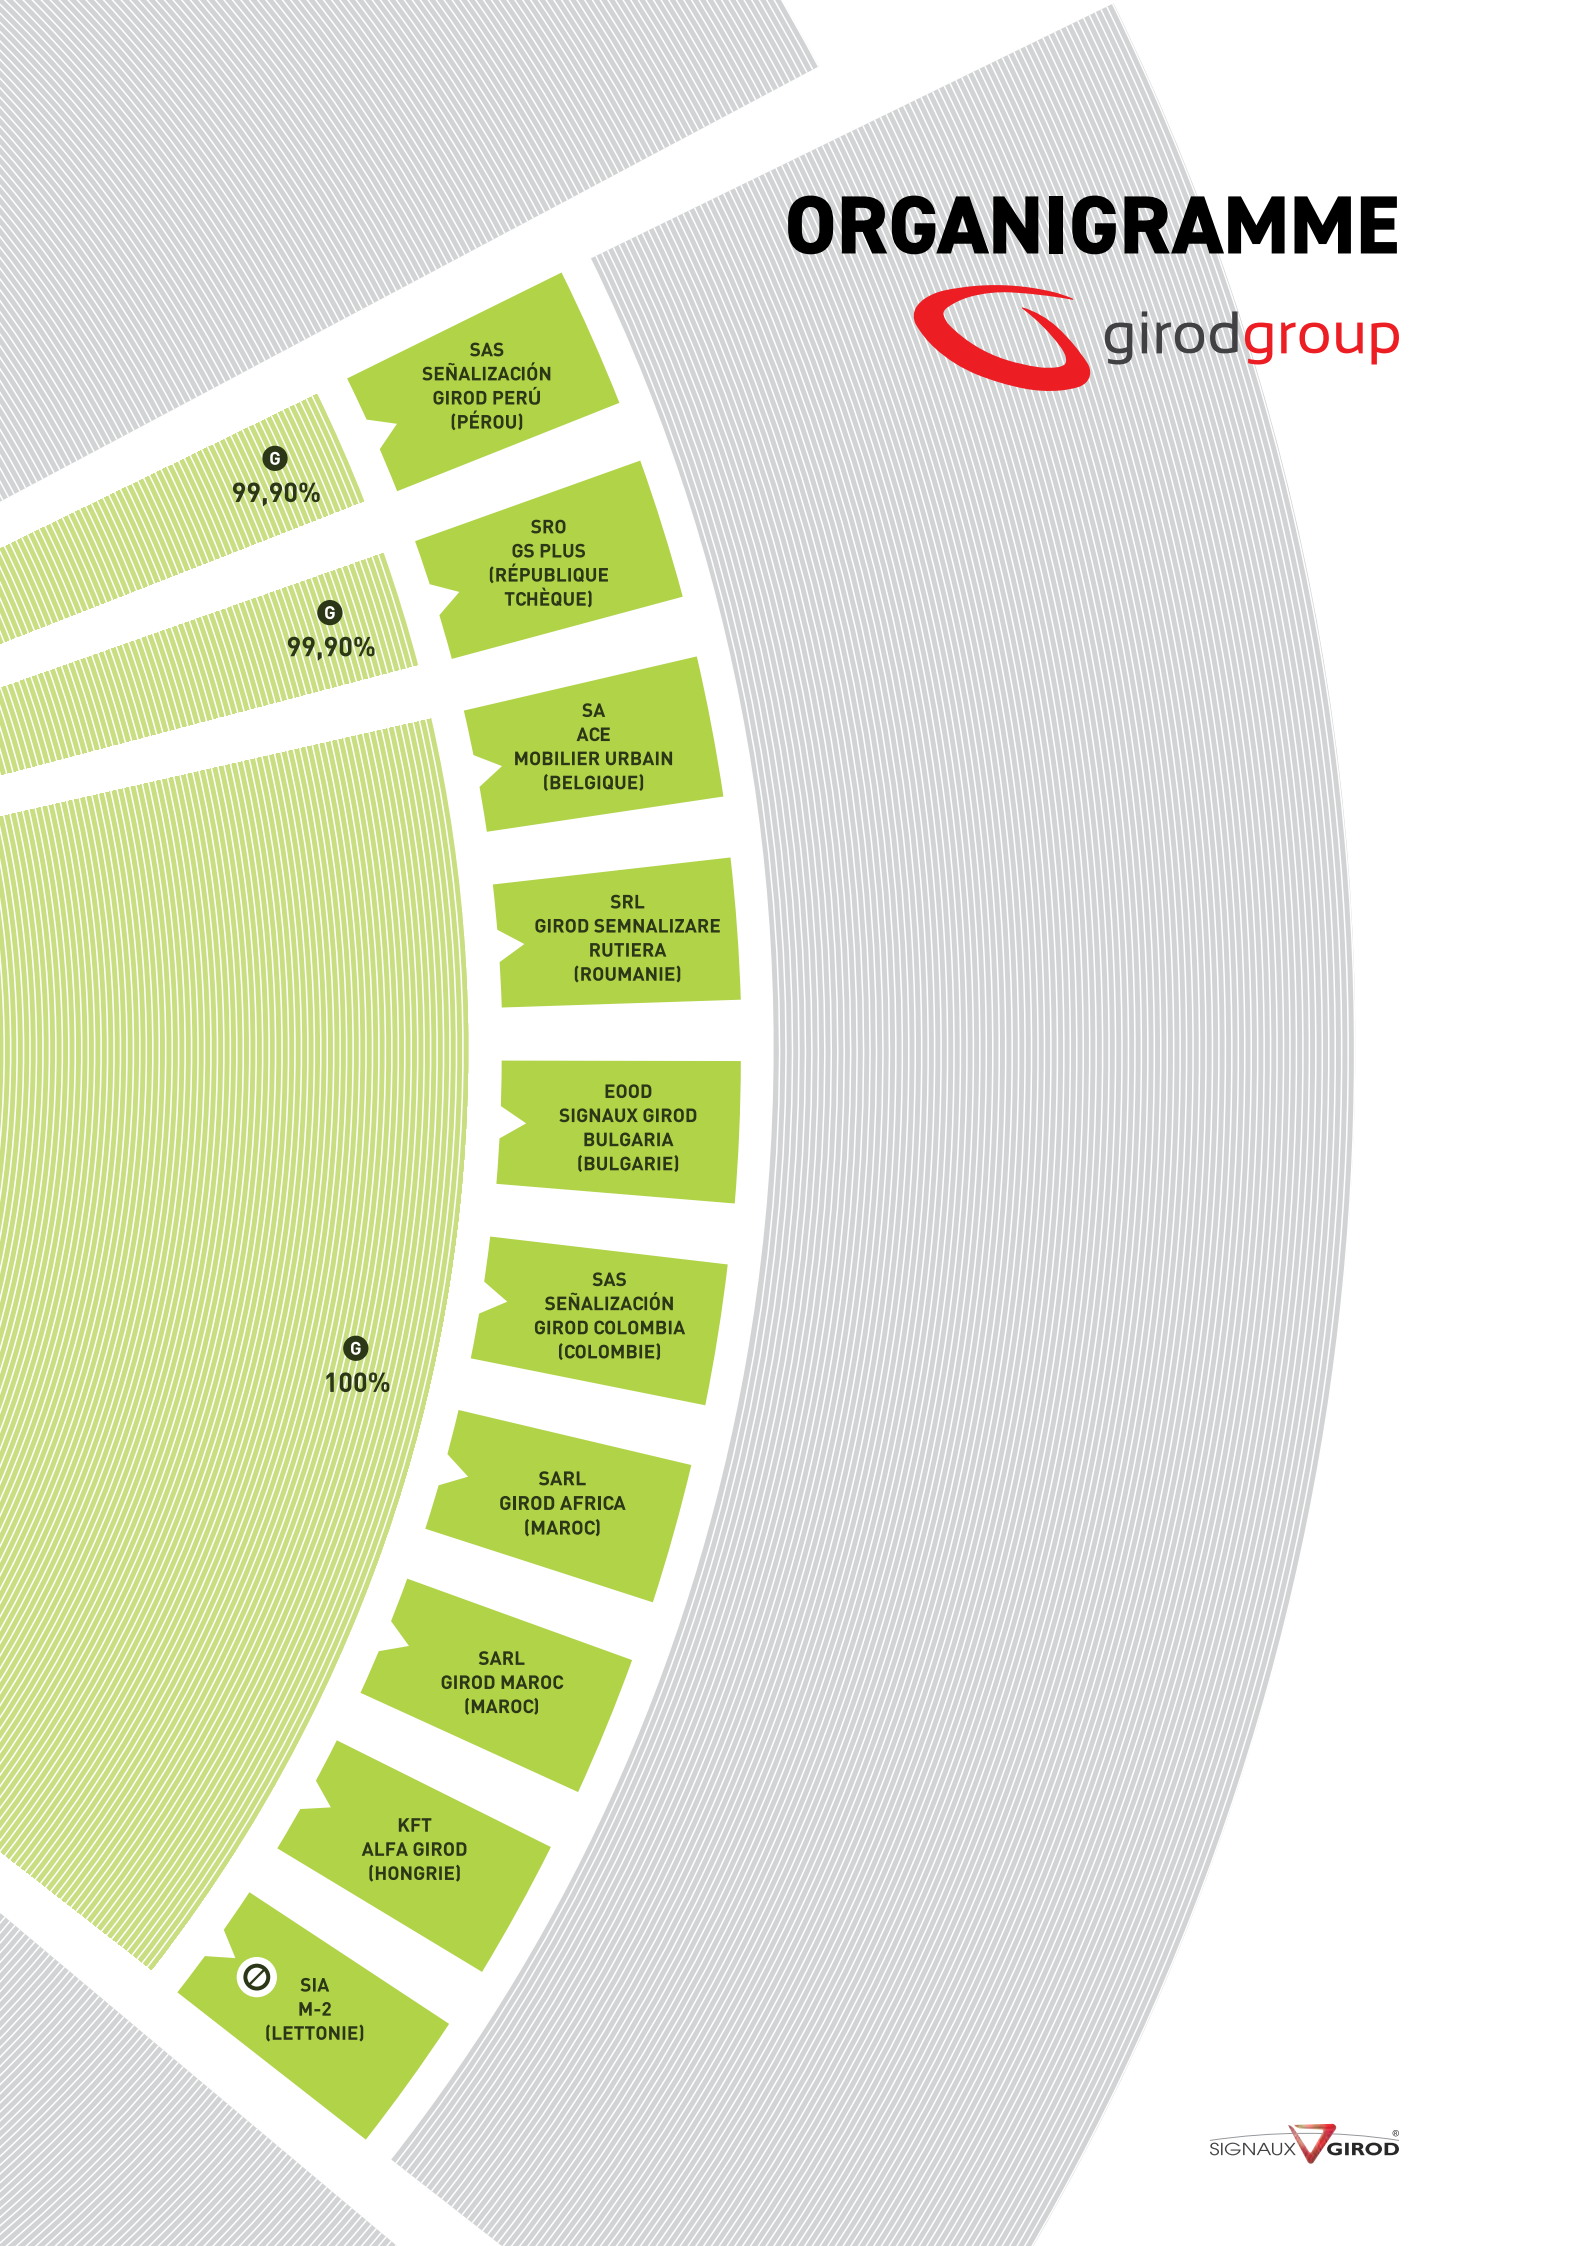 ORGANIGRAMME
girodgroup
SAS
SEÑALIZACIÓN
GIROD PERÚ
(PÉROU)
G
99,90%
SRO
GS PLUS
(RÉPUBLIQUE
TCHÈQUE)
G
99,90%
SA
ACE
MOBILIER URBAIN
(BELGIQUE)
SRL
GIROD SEMNALIZARE
RUTIERA
(ROUMANIE)
EOOD
SIGNAUX GIROD
BULGARIA
(BULGARIE)
SAS
SEÑALIZACIÓN
GIROD COLOMBIA
(COLOMBIE)
G
100%
SARL
GIROD AFRICA
(MAROC)
SARL
GIROD MAROC
(MAROC)
KFT
ALFA GIROD
(HONGRIE)
SIA
M-2
(LETTONIE)
SIGNAUX GIROD ®